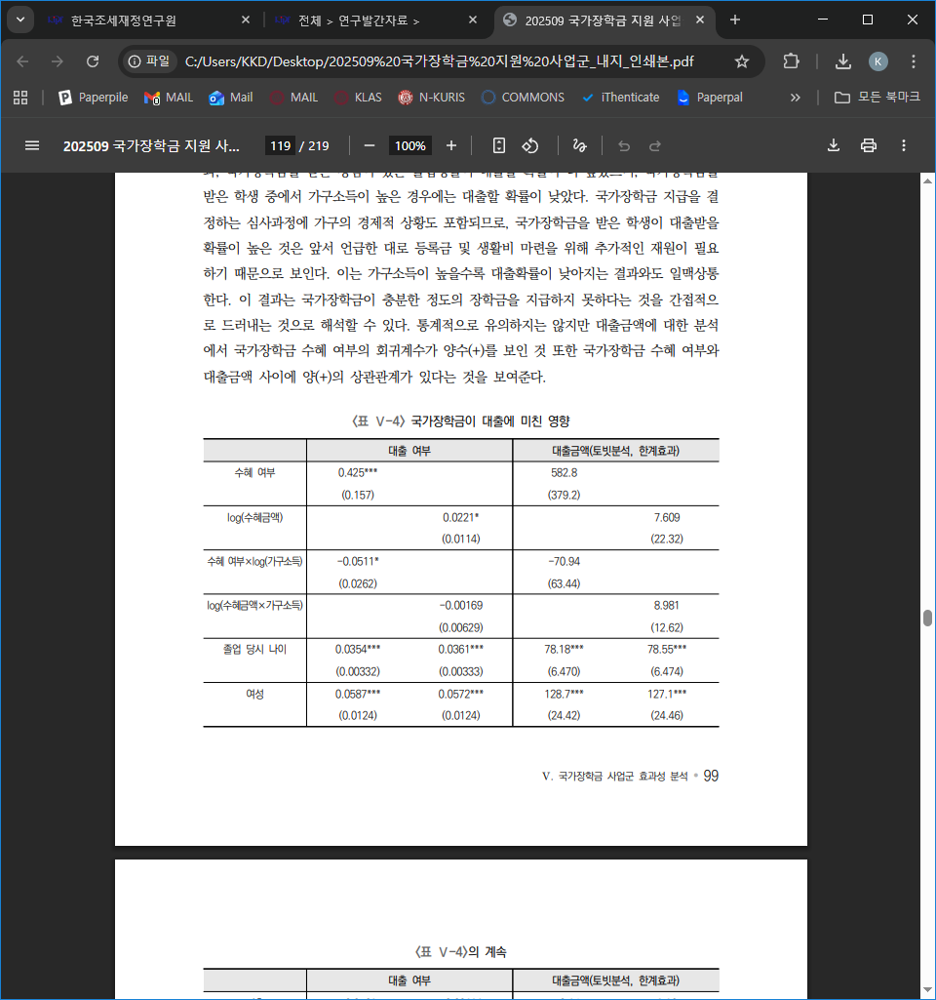 한국조세재정연구원
전체 > 연구발간자료 >
202509 국가장학금 지원 사업
파일
C:/Users/KKD/Desktop/202509%20국가장학금%20지원%20사업군_내지_인쇄본.pdf
K
Paperpile
MAIL
Mail
MAIL
KLAS
N-KURIS
COMMONS
iThenticate
Paperpal
»
모든 북마크
202509 국가장학금 지원 사...
119 / 219
− 100% +
받은 학생 중에서 가구소득이 높은 경우에는 대출할 확률이 낮았다. 국가장학금 지급을 결
정하는 심사과정에 가구의 경제적 상황도 포함되므로, 국가장학금을 받은 학생이 대출받을
확률이 높은 것은 앞서 언급한 대로 등록금 및 생활비 마련을 위해 추가적인 재원이 필요
하기 때문으로 보인다. 이는 가구소득이 높을수록 대출확률이 낮아지는 결과와도 일맥상통
한다. 이 결과는 국가장학금이 충분한 정도의 장학금을 지급하지 못하다는 것을 간접적으
로 드러내는 것으로 해석할 수 있다. 통계적으로 유의하지는 않지만 대출금액에 대한 분석
에서 국가장학금 수혜 여부의 회귀계수가 양수(+)를 보인 것 또한 국가장학금 수혜 여부와
대출금액 사이에 양(+)의 상관관계가 있다는 것을 보여준다.
〈표 Ⅴ-4〉 국가장학금이 대출에 미친 영향
대출 여부 대출금액(토빗분석, 한계효과)
수혜 여부 0.425*** 582.8
(0.157) (379.2)
log(수혜금액) 0.0221* 7.609
(0.0114) (22.32)
수혜 여부×log(가구소득) -0.0511* -70.94
(0.0262) (63.44)
log(수혜금액×가구소득) -0.00169 8.981
(0.00629) (12.62)
졸업 당시 나이 0.0354*** 0.0361*** 78.18*** 78.55***
(0.00332) (0.00333) (6.470) (6.474)
여성 0.0587*** 0.0572*** 128.7*** 127.1***
(0.0124) (0.0124) (24.42) (24.46)
Ⅴ. 국가장학금 사업군 효과성 분석 • 99
〈표 Ⅴ-4〉의 계속
대출 여부 대출금액(토빗분석, 한계효과)